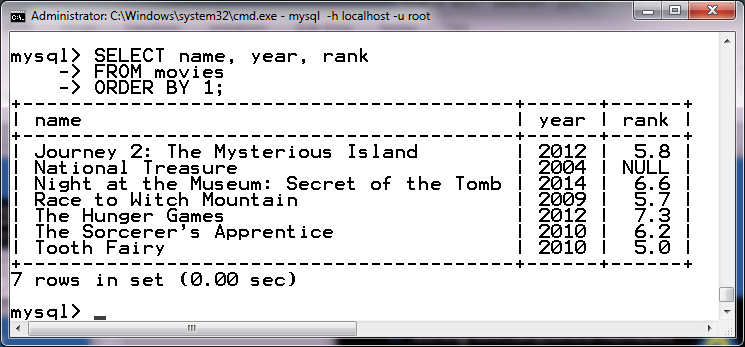 Administrator: C:\Windows\system32\cmd.exe - mysql -h localhost -u root
mysql> SELECT name, year, rank
    -> FROM movies
    -> ORDER BY 1;
+----------------------------------------+------+------+
| name                                   | year | rank |
+----------------------------------------+------+------+
| Journey 2: The Mysterious Island       | 2012 |  5.8 |
| National Treasure                      | 2004 | NULL |
| Night at the Museum: Secret of the Tomb | 2014 |  6.6 |
| Race to Witch Mountain                 | 2009 |  5.7 |
| The Hunger Games                       | 2012 |  7.3 |
| The Sorcerer's Apprentice              | 2010 |  6.2 |
| Tooth Fairy                            | 2010 |  5.0 |
+----------------------------------------+------+------+
7 rows in set (0.00 sec)
mysql> _